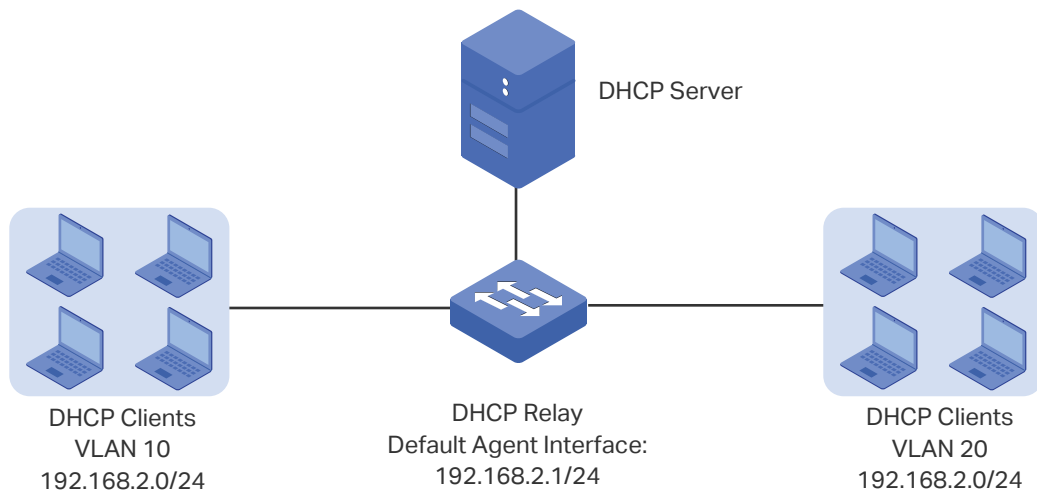 DHCP Server
DHCP Clients
VLAN 10
192.168.2.0/24
DHCP Relay
Default Agent Interface:
192.168.2.1/24
DHCP Clients
VLAN 20
192.168.2.0/24